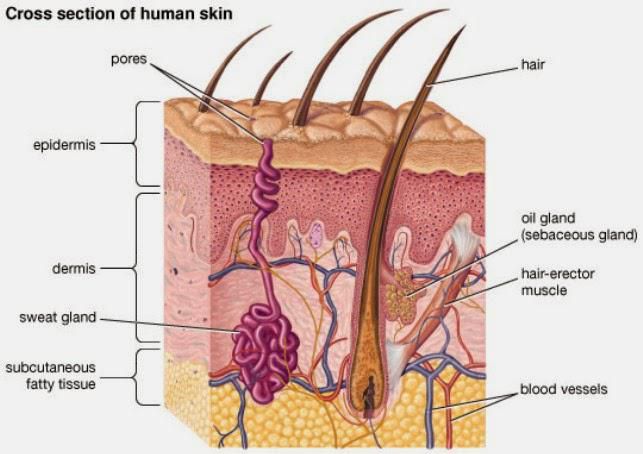 Cross section of human skin
pores
hair
epidermis
oil gland
(sebaceous gland)
dermis
hair-erector
muscle
sweat gland
subcutaneous
fatty tissue
blood vessels